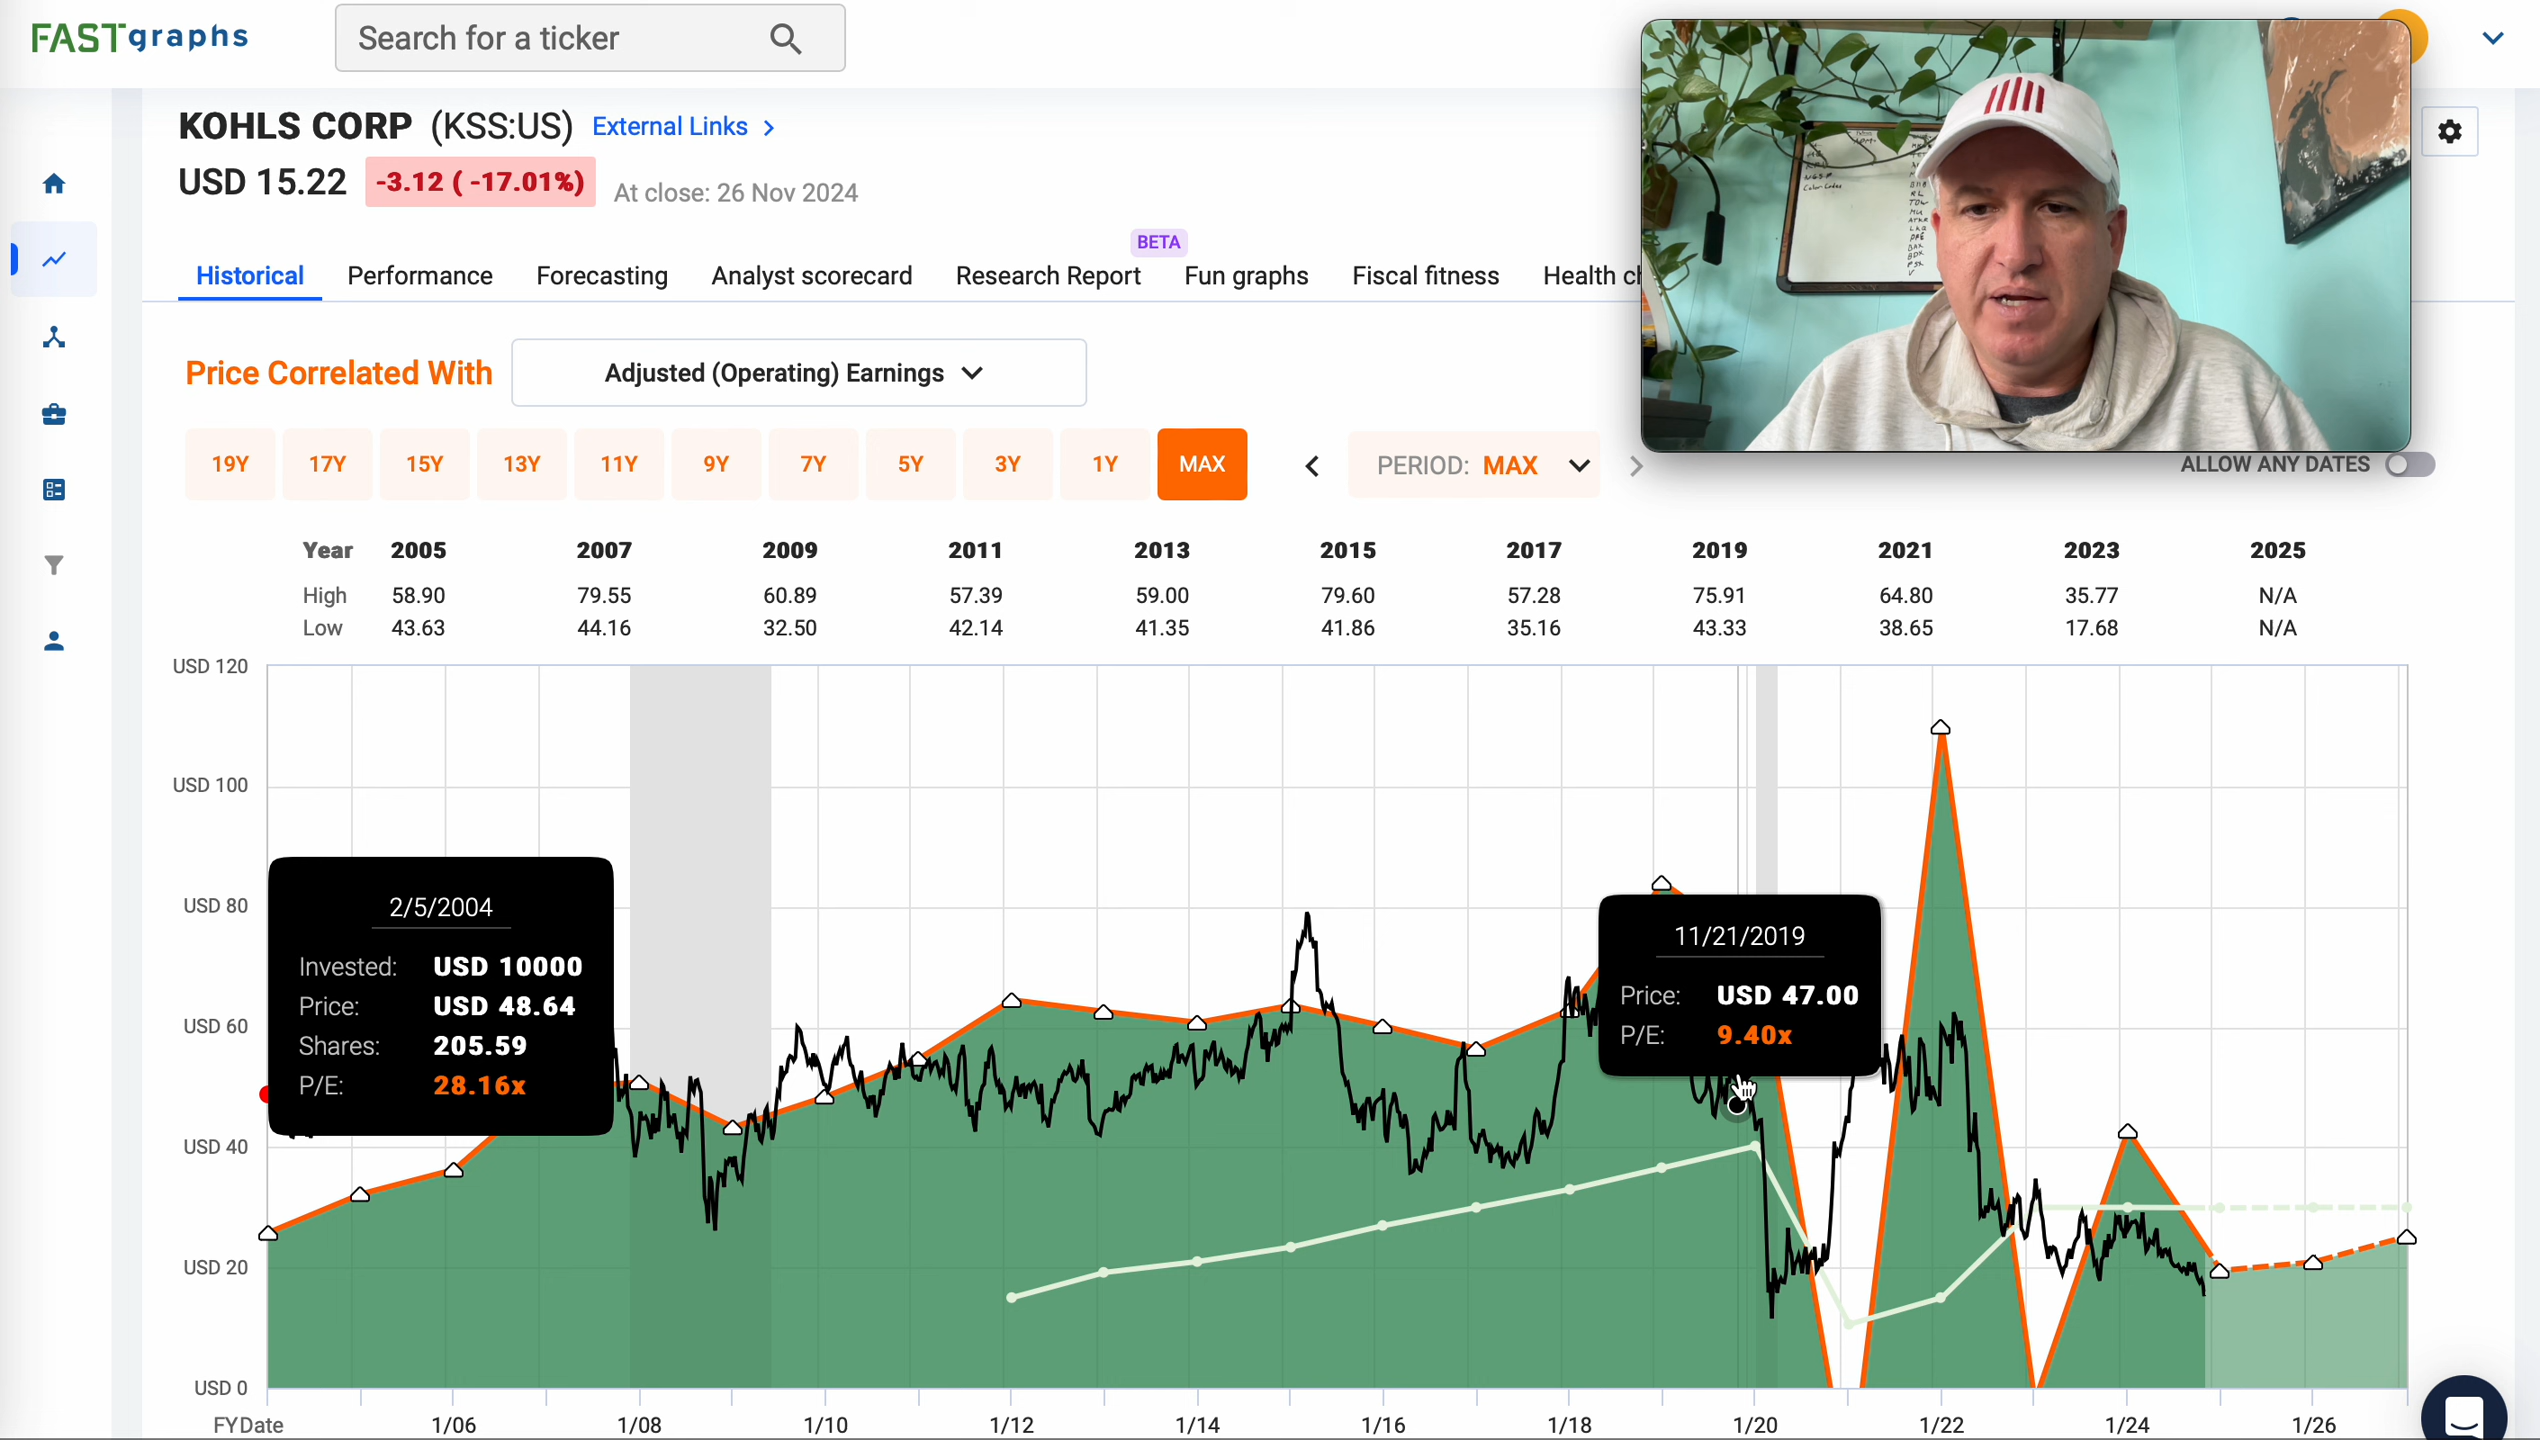 FASTgraphs
Search for a ticker
KOHLS CORP (KSS:US) External Links >
USD 15.22 -3.12 ( -17.01%) At close: 26 Nov 2024
BETA
Historical Performance Forecasting Analyst scorecard Research Report Fun graphs Fiscal fitness Health ch
Price Correlated With Adjusted (Operating) Earnings
19Y 17Y 15Y 13Y 11Y 9Y 7Y 5Y 3Y 1Y MAX PERIOD: MAX ALLOW ANY DATES
Year 2005 2007 2009 2011 2013 2015 2017 2019 2021 2023 2025
High 58.90 79.55 60.89 57.39 59.00 79.60 57.28 75.91 64.80 35.77 N/A
Low 43.63 44.16 32.50 42.14 41.35 41.86 35.16 43.33 38.65 17.68 N/A
USD 120
USD 100
USD 80
USD 60
USD 40
USD 20
USD 0
2/5/2004
Invested: USD 10000
Price: USD 48.64
Shares: 205.59
P/E: 28.16x
11/21/2019
Price: USD 47.00
P/E: 9.40x
FYDate 1/06 1/08 1/10 1/12 1/14 1/16 1/18 1/20 1/22 1/24 1/26